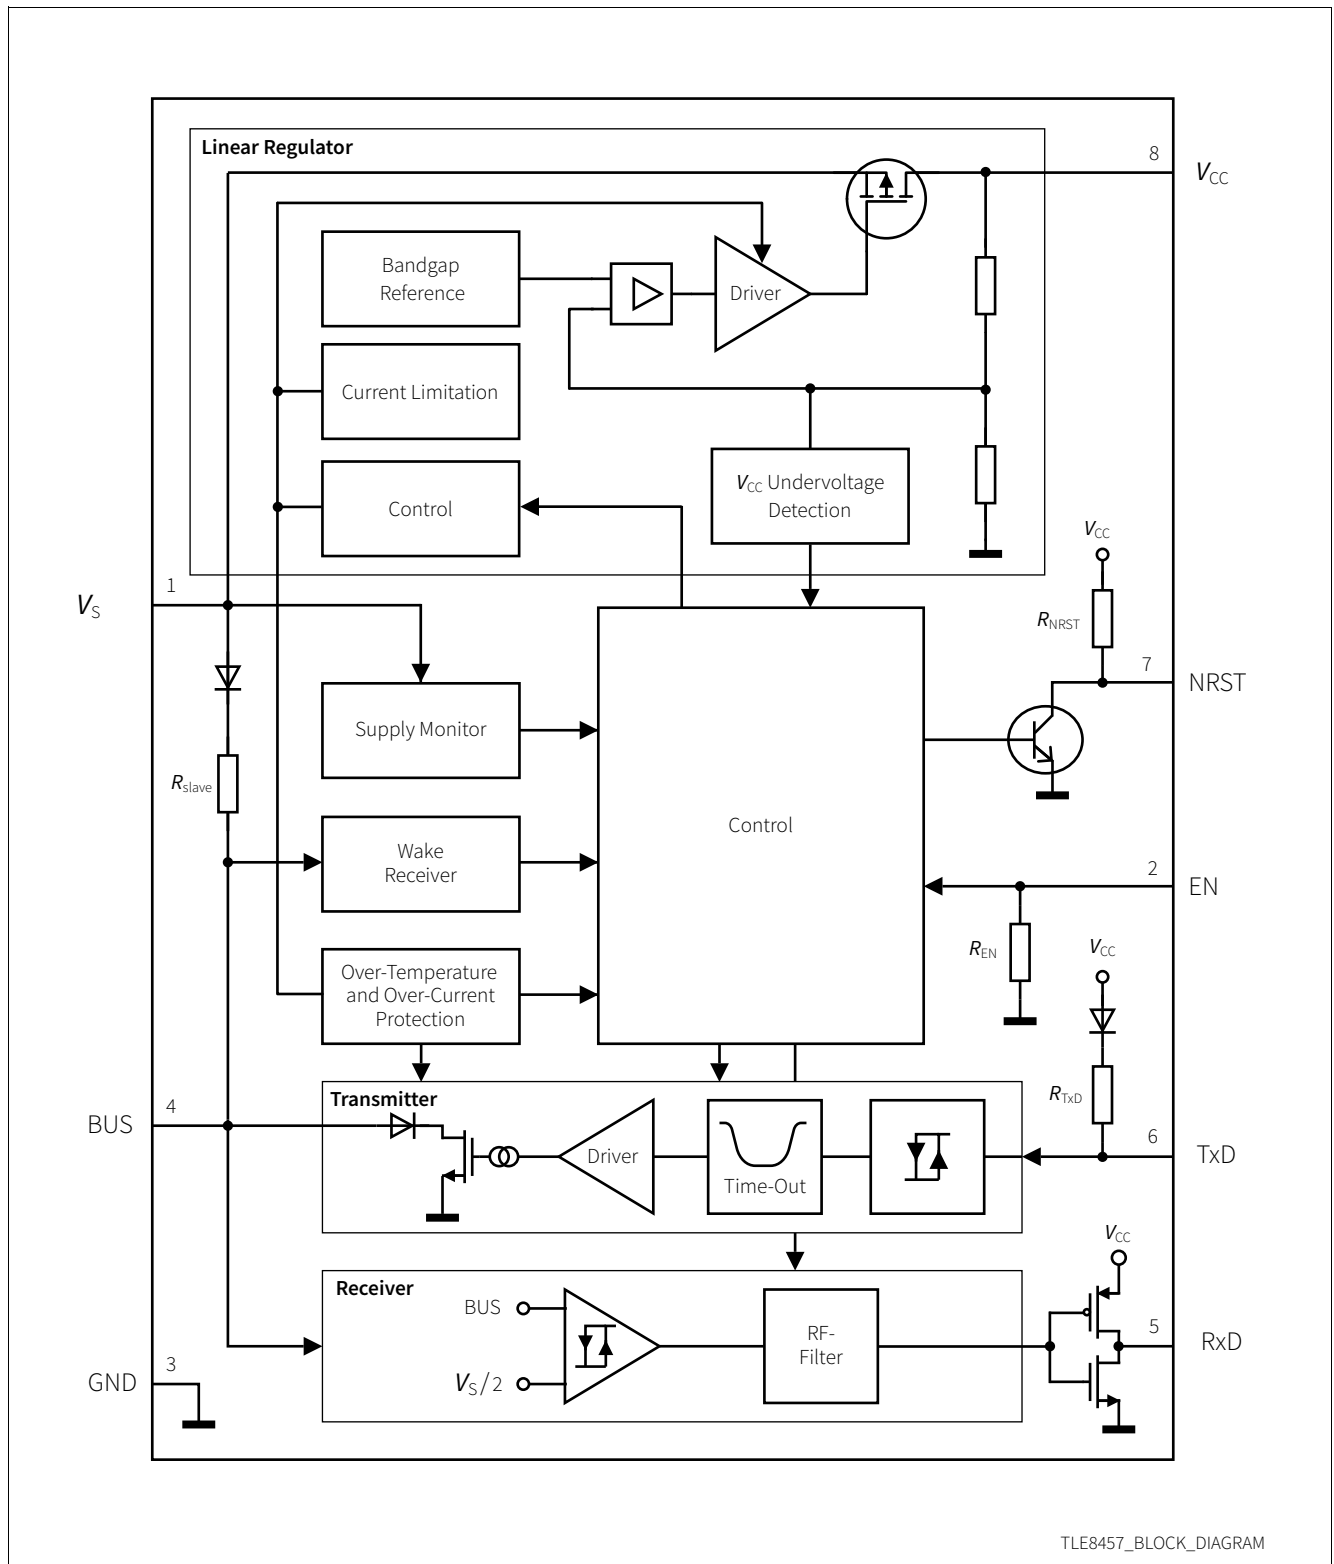 Linear Regulator
8
VCC
Bandgap
Reference
Driver
Current Limitation
VCC Undervoltage
Detection
Control
VCC
1
VS
RNRST
7
NRST
Supply Monitor
Rslave
Control
Wake
Receiver
2
EN
REN
VCC
Over-Temperature
and Over-Current
Protection
RTxD
Transmitter
4
BUS
Driver
Time-Out
6
TxD
VCC
Receiver
BUS
RF-
Filter
5
RxD
VS/2
3
GND
TLE8457_BLOCK_DIAGRAM